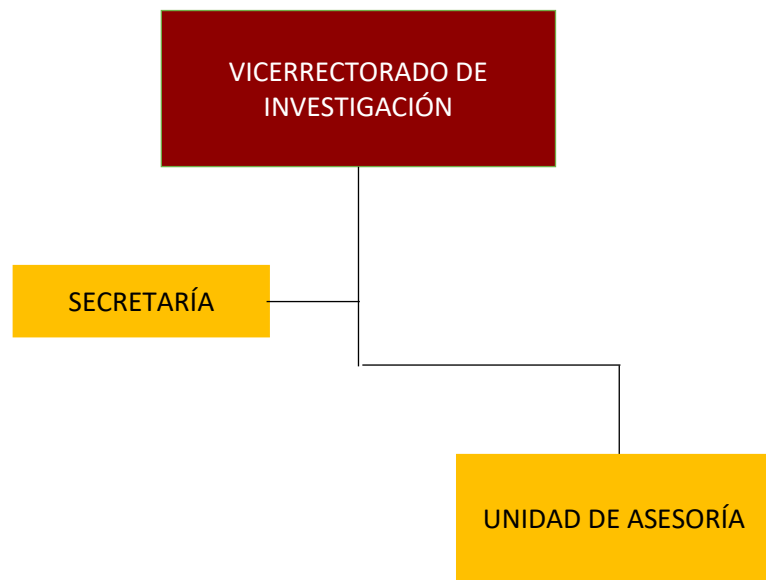 VICERRECTORADO DE
INVESTIGACIÓN
SECRETARÍA
UNIDAD DE ASESORÍA